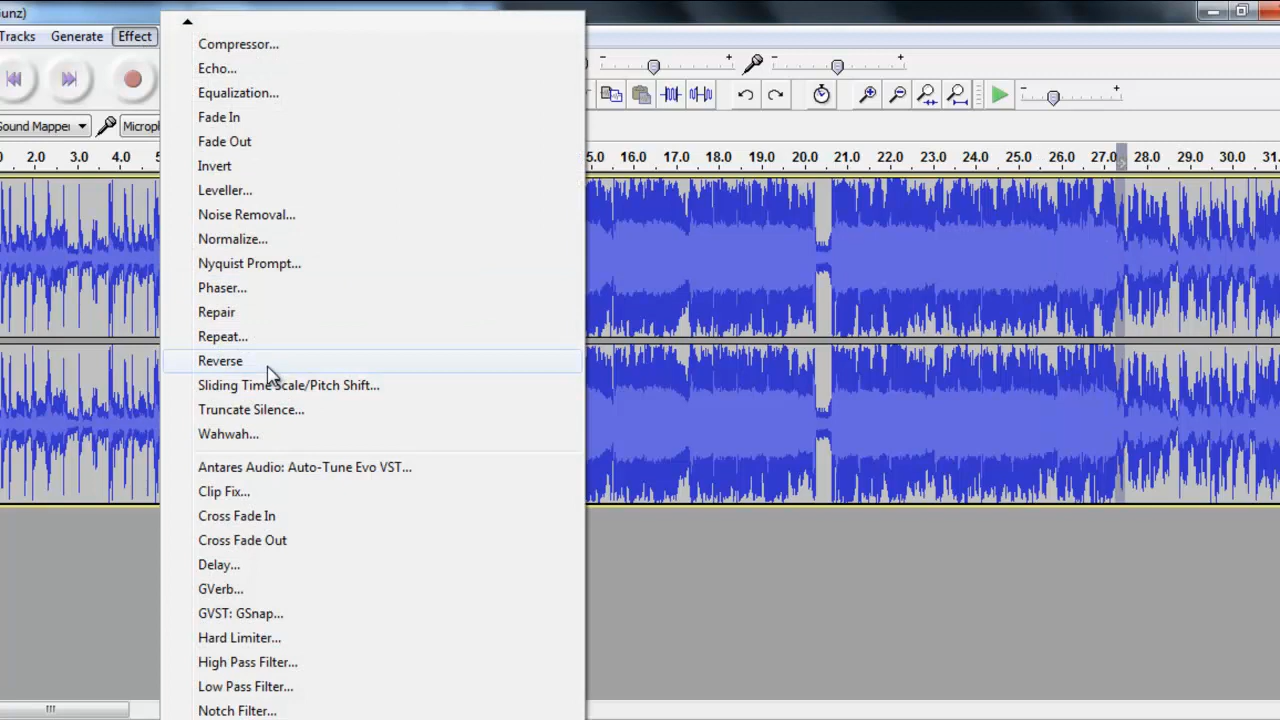 Gunz)
Tracks Generate Effect
Sound Mapper Microph
2.0 3.0 4.0 5
5.0 16.0 17.0 18.0 19.0 20.0 21.0 22.0 23.0 24.0 25.0 26.0 27.0 28.0 29.0 30.0 31.
Compressor...
Echo...
Equalization...
Fade In
Fade Out
Invert
Leveller...
Noise Removal...
Normalize...
Nyquist Prompt...
Phaser...
Repair
Repeat...
Reverse
Sliding Time Scale/Pitch Shift...
Truncate Silence...
Wahwah...
Antares Audio: Auto-Tune Evo VST...
Clip Fix...
Cross Fade In
Cross Fade Out
Delay...
GVerb...
GVST: GSnap...
Hard Limiter...
High Pass Filter...
Low Pass Filter...
Notch Filter...